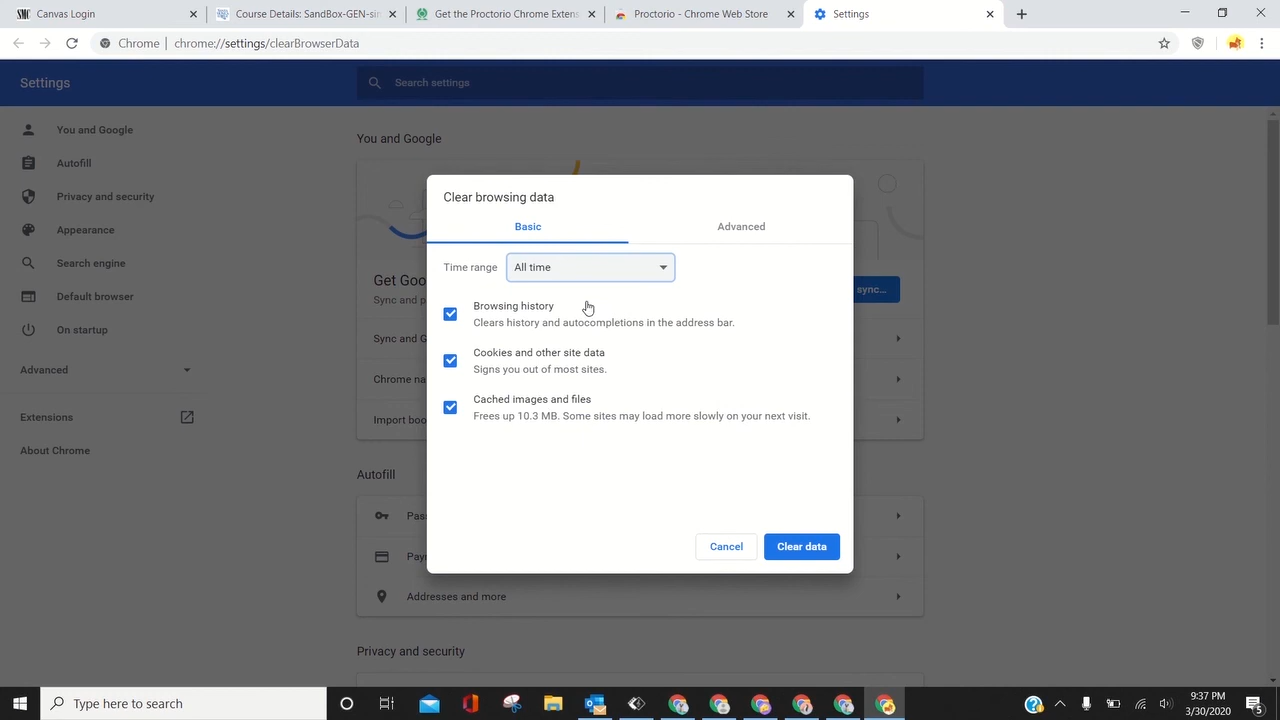 Canvas Login
Course Details: SandBox-GEN-sin
Get the Proctorio Chrome Extens
Proctorio - Chrome Web Store
Settings
Chrome
chrome://settings/clearBrowserData
Settings
Search settings
You and Google
Autofill
Privacy and security
Appearance
Search engine
Default browser
On startup
Advanced
Extensions
About Chrome
You and Google
Get Goo
Sync and p
sync...
Sync and G
Chrome na
Import boo
Autofill
Pass
Payr
Addresses and more
Privacy and security
Clear browsing data
Basic
Advanced
Time range
All time
Browsing history
Clears history and autocompletions in the address bar.
Cookies and other site data
Signs you out of most sites.
Cached images and files
Frees up 10.3 MB. Some sites may load more slowly on your next visit.
Cancel
Clear data
Type here to search
9:37 PM
3/30/2020
5